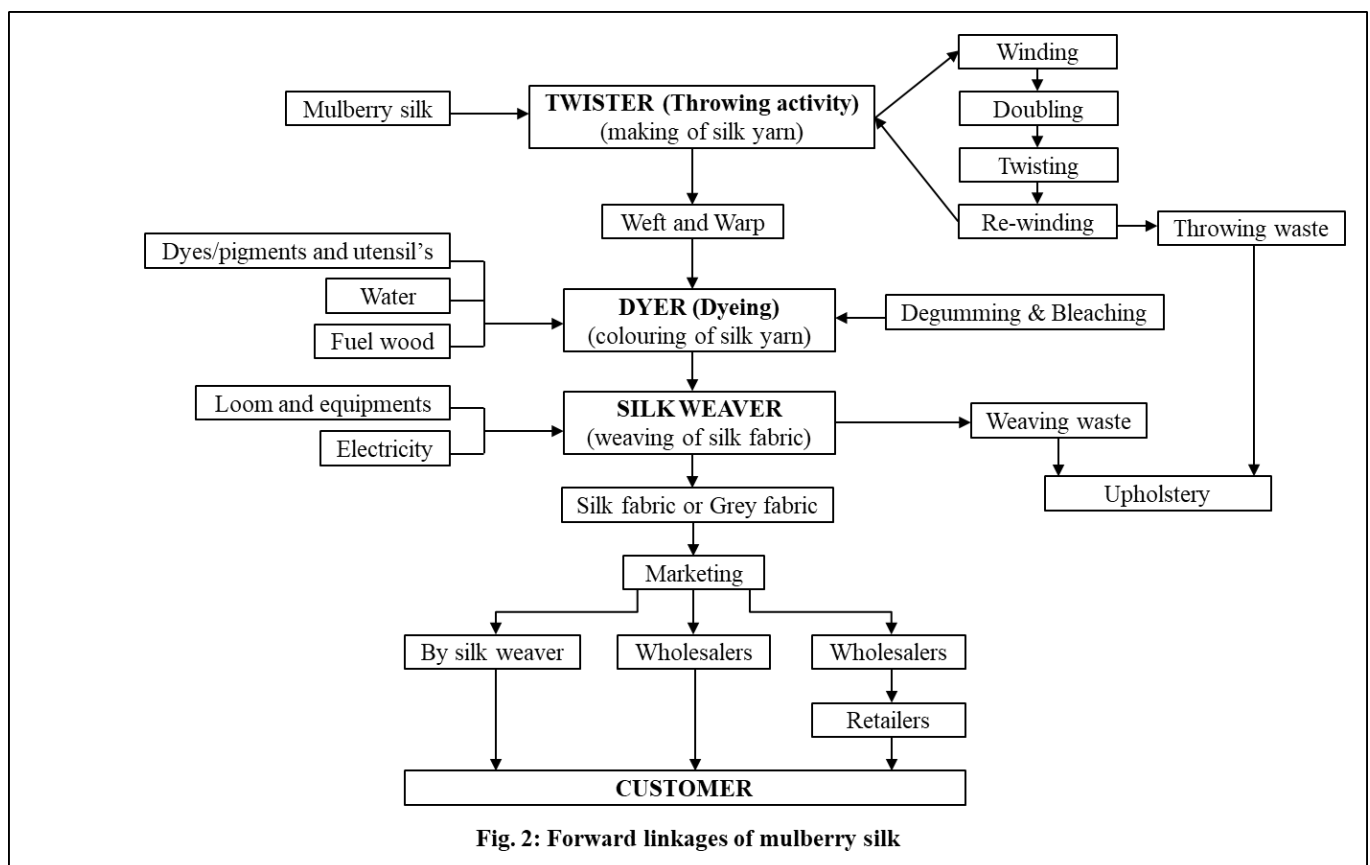 Winding
Mulberry silk
TWISTER (Throwing activity)
(making of silk yarn)
Doubling
Twisting
Weft and Warp
Re-winding
Throwing waste
Dyes/pigments and utensil's
Water
Fuel wood
DYER (Dyeing)
(colouring of silk yarn)
Degumming & Bleaching
Loom and equipments
Electricity
SILK WEAVER
(weaving of silk fabric)
Weaving waste
Upholstery
Silk fabric or Grey fabric
Marketing
By silk weaver
Wholesalers
Wholesalers
Retailers
CUSTOMER
Fig. 2: Forward linkages of mulberry silk